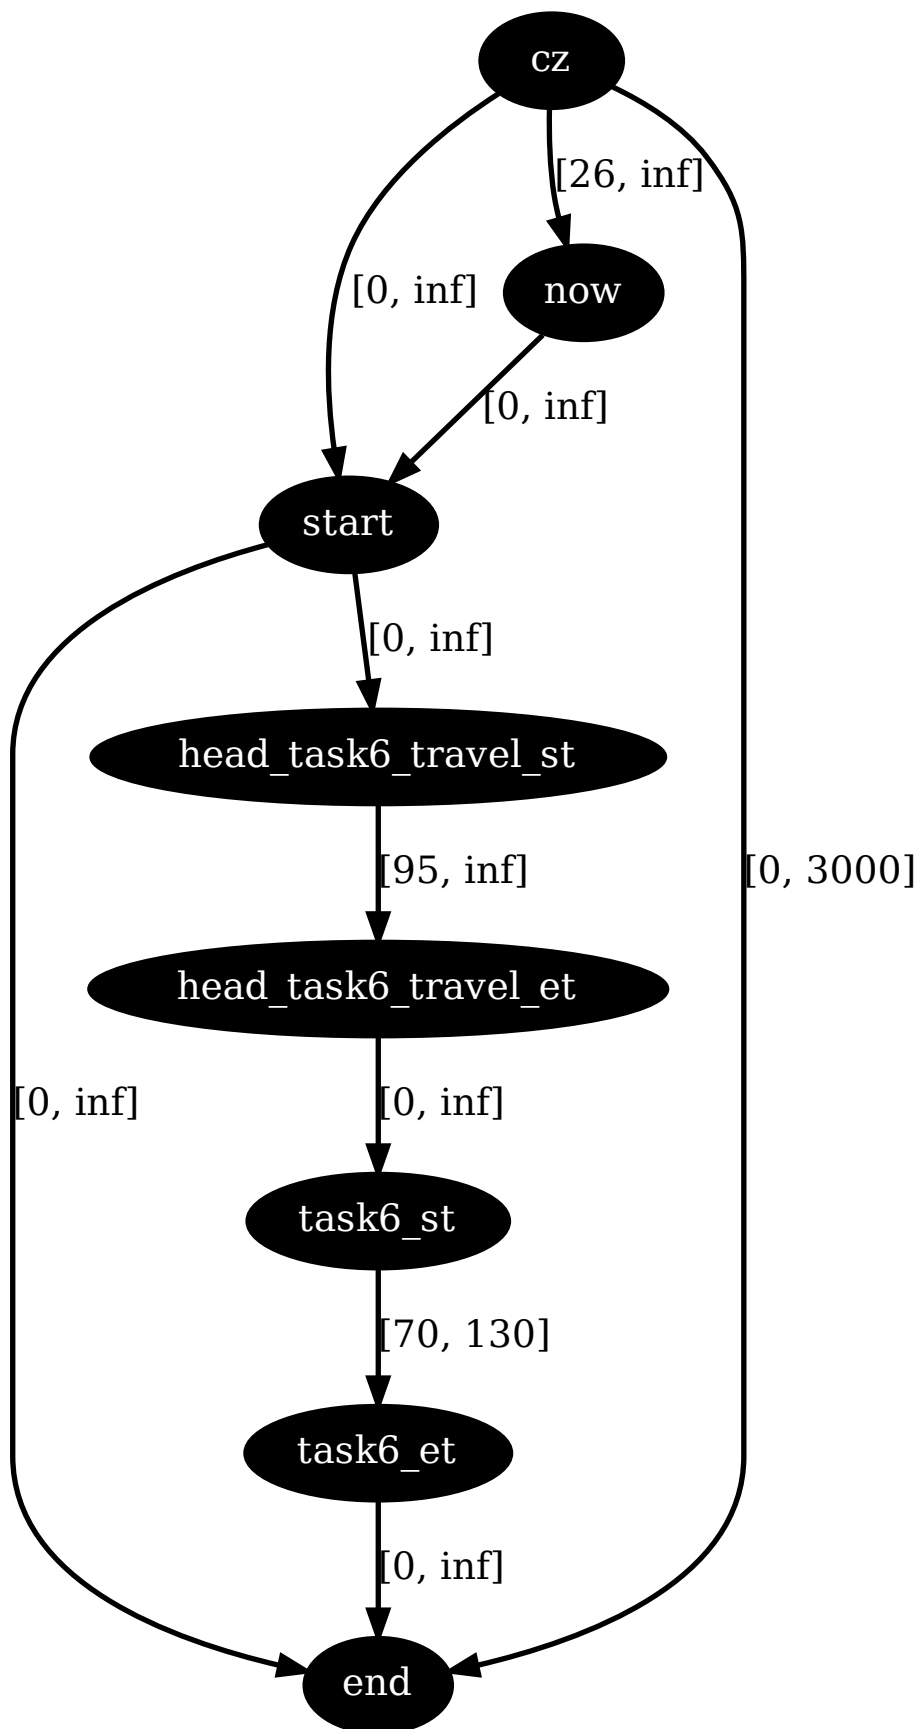 cz
[26, inf]
[0, inf]
now
[0, inf]
start
[0, inf]
head_task6_travel_st
[95, inf]
[0, 3000]
head_task6_travel_et
[0, inf]
[0, inf]
task6_st
[70, 130]
task6_et
[0, inf]
end